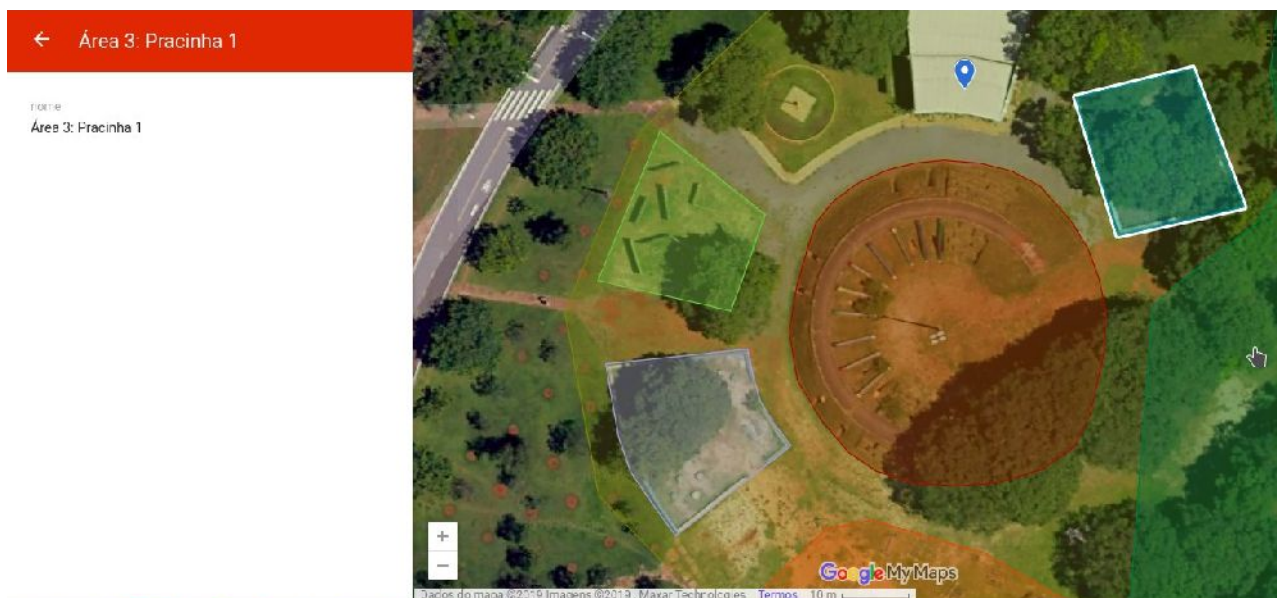 Área 3: Pracinha 1
nome
Área 3: Pracinha 1
+
−
Google My Maps
Dados do mapa ©2019 Imagens ©2019 , Maxar Technologies Termos 10 m